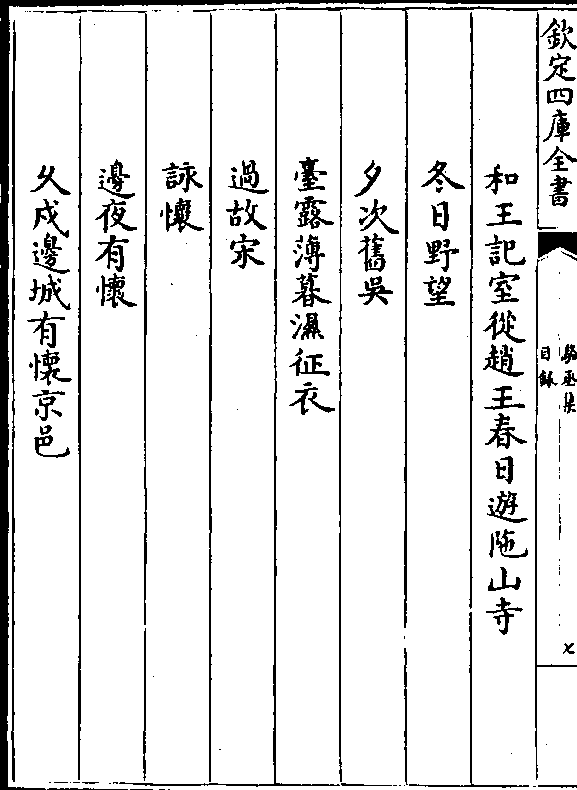 欽定四庫全書
駱丞集
目録
七
和王記室從趙王春日遊陁山寺
冬日野望
夕次舊吳
臺露薄暮濕征衣
過故宋
詠懷
邊夜有懷
久戍邊城有懷京邑